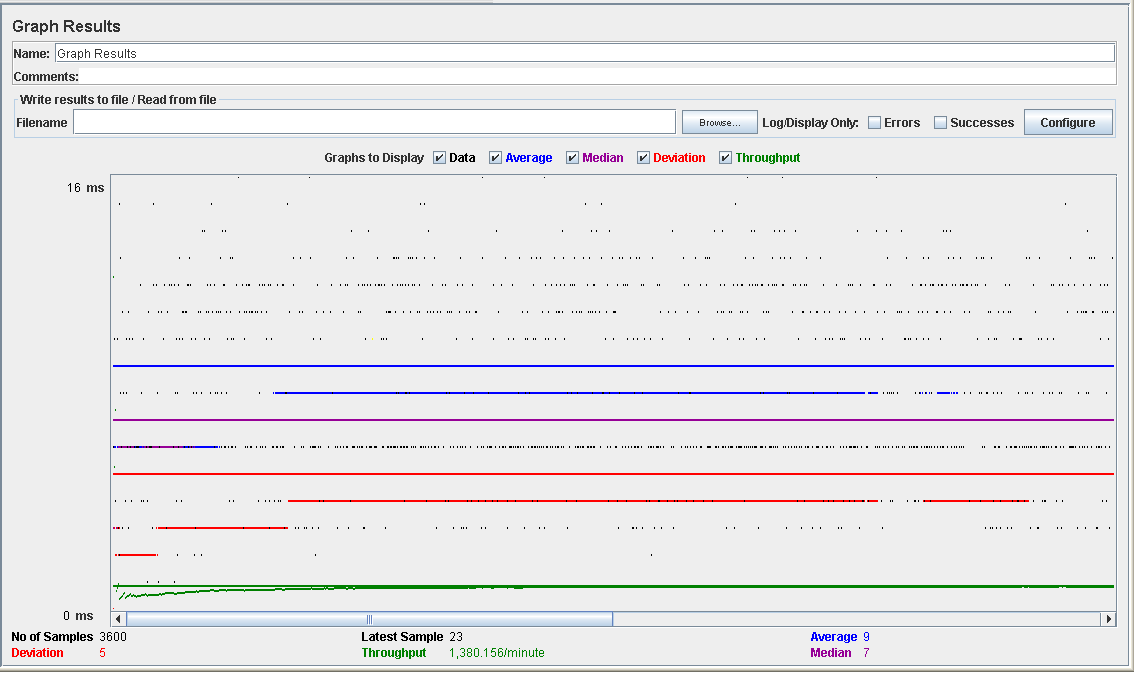 Graph Results
Name: Graph Results
Comments:
Write results to file / Read from file
Filename Browse... Log/Display Only: Errors Successes Configure
Graphs to Display Data Average Median Deviation Throughput
16 ms
0 ms
No of Samples 3600 Latest Sample 23 Average 9
Deviation 5 Throughput 1,380.156/minute Median 7